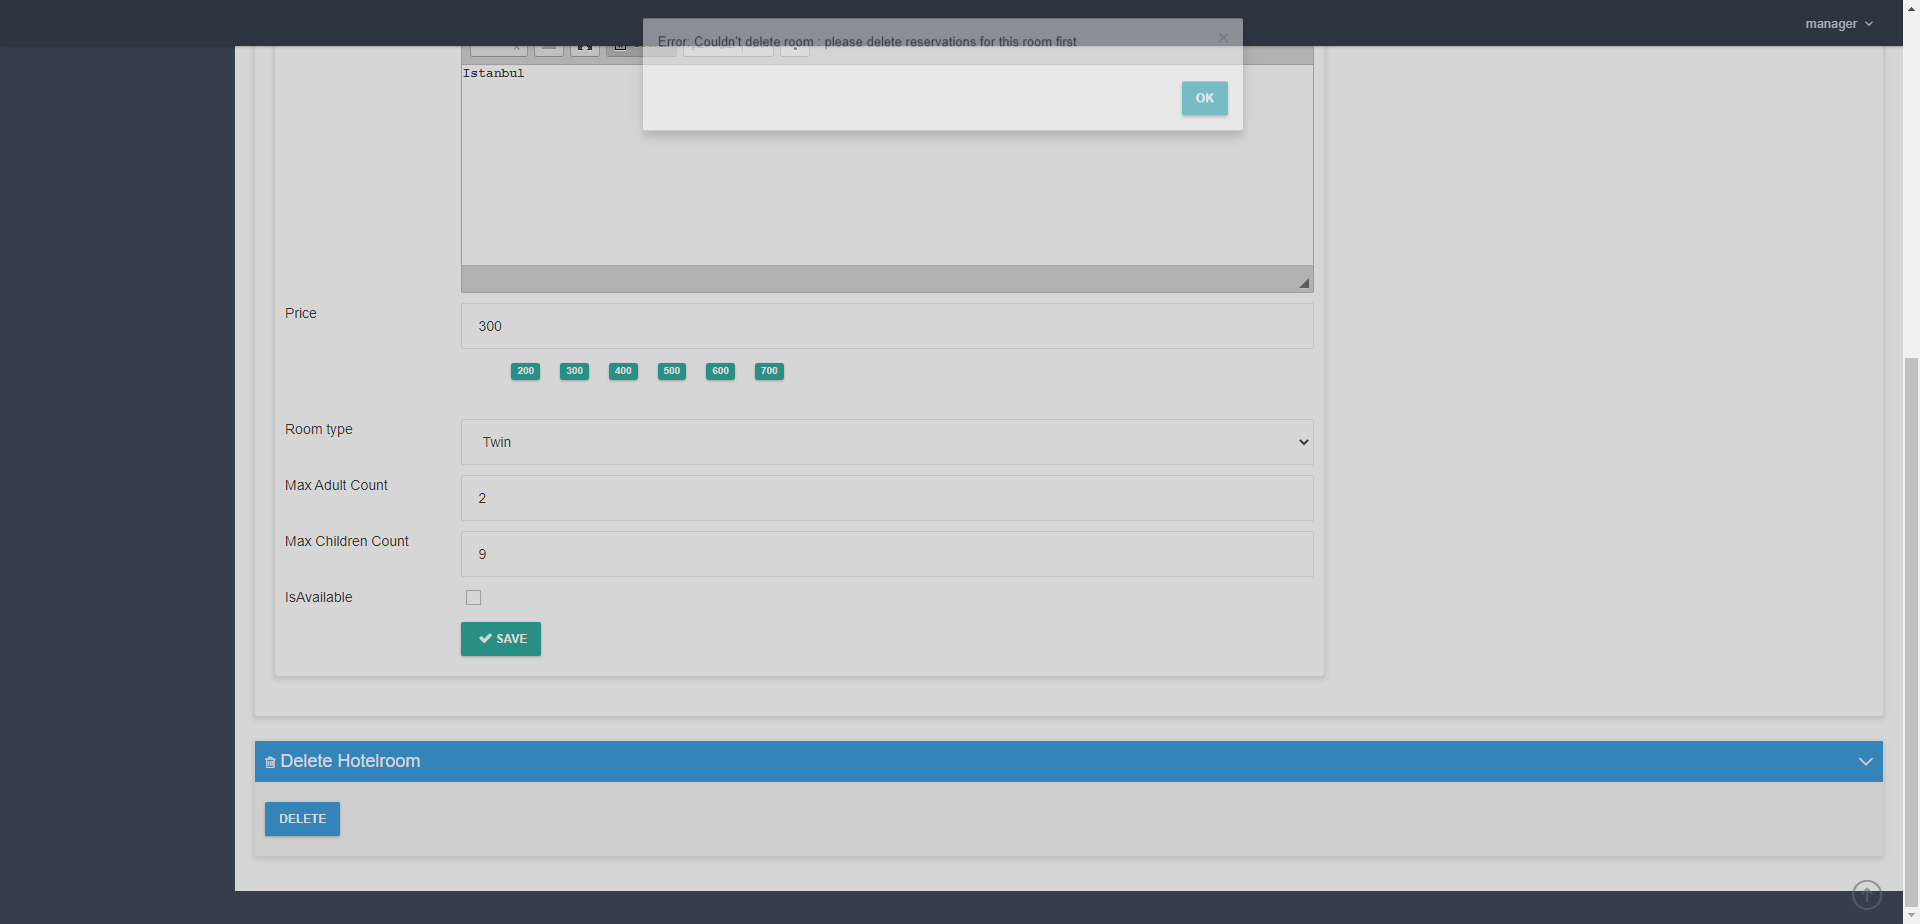 manager
Error: Couldn't delete room : please delete reservations for this room first
OK
Istanbul
Price
300
200 300 400 500 600 700
Room type
Twin
Max Adult Count
2
Max Children Count
9
IsAvailable
SAVE
Delete Hotelroom
DELETE